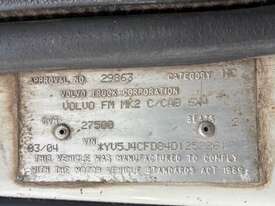 APPROVAL NO. 29863 CATEGORY NC
VOLVO TRUCK CORPORATION
VOLVO FM MK2 C/CAB 6X4
GVM 27500 SEATS 2
03/04 VIN
THIS VEHICLE WAS MANUFACTURED TO COMPLY
WITH THE MOTOR VEHICLE STANDARDS ACT 1989